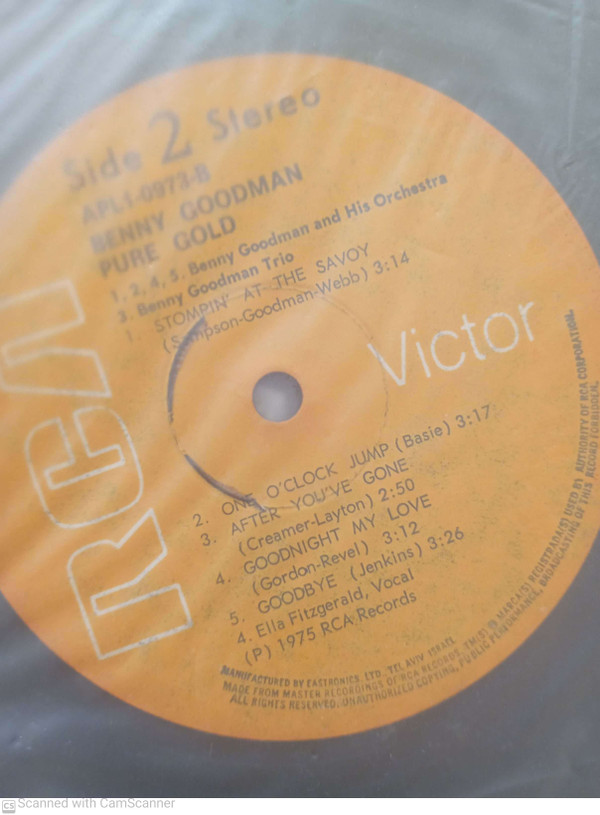 Side 2 Stereo
APL1-0973-B
BENNY GOODMAN
PURE GOLD
1, 2, 4, 5. Benny Goodman and His Orchestra
3. Benny Goodman Trio
1. STOMPIN' AT THE SAVOY
(Sampson-Goodman-Webb) 3:14
RCA
Victor
2. ONE O'CLOCK JUMP (Basie) 3:17
3. AFTER YOU'VE GONE
(Creamer-Layton) 2:50
4. GOODNIGHT MY LOVE
(Gordon-Revel) 3:12
5. GOODBYE (Jenkins) 3:26
4. Ella Fitzgerald, Vocal
(P) 1975 RCA Records
MANUFACTURED BY EASTRONICS, LTD, TEL AVIV ISRAEL
MADE FROM MASTER RECORDINGS OF RCA RECORDS. TM(S) ® MARCA(S) REGISTRADA(S) USED BY AUTHORITY OF RCA CORPORATION.
ALL RIGHTS RESERVED. UNAUTHORIZED COPYING, PUBLIC PERFORMANCE, BROADCASTING OF THIS RECORD FORBIDDEN.
CS Scanned with CamScanner